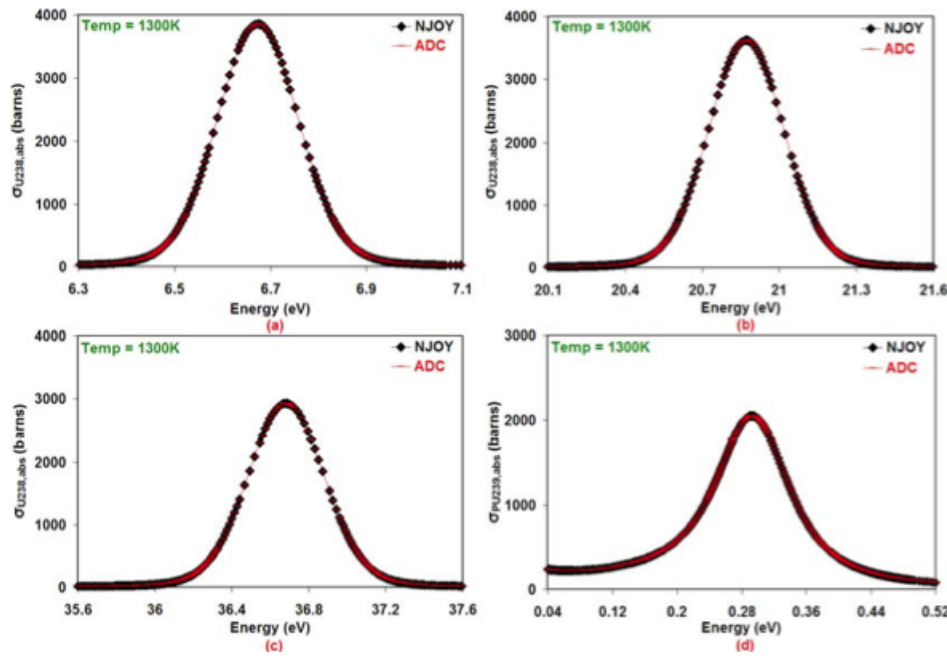 Temp = 1300K
NJOY
ADC
σU238,abs (barns)
4000
3000
2000
1000
0
6.3 6.5 6.7 6.9 7.1
Energy (eV)
(a)
Temp = 1300K
NJOY
ADC
σU238,abs (barns)
4000
3000
2000
1000
0
20.1 20.4 20.7 21 21.3 21.6
Energy (eV)
(b)
Temp = 1300K
NJOY
ADC
σU238,abs (barns)
4000
3000
2000
1000
0
35.6 36 36.4 36.8 37.2 37.6
Energy (eV)
(c)
Temp = 1300K
NJOY
ADC
σPU239,abs (barns)
3000
2000
1000
0
0.04 0.12 0.2 0.28 0.36 0.44 0.52
Energy (eV)
(d)